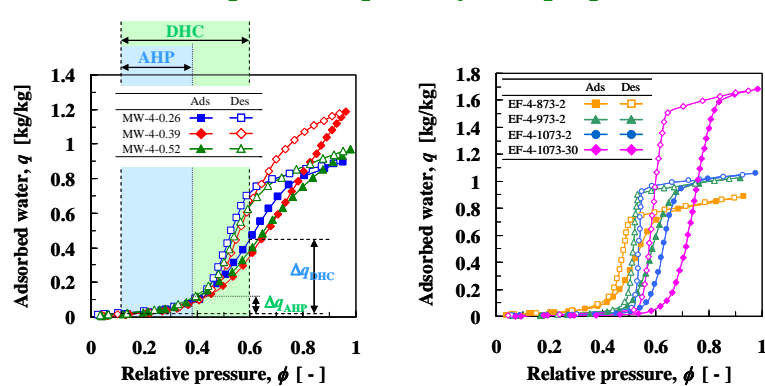 DHC
AHP
Ads Des
MW-4-0.26
MW-4-0.39
MW-4-0.52
1.4
1.2
1
0.8
0.6
0.4
0.2
0
0 0.2 0.4 0.6 0.8 1
Adsorbed water, q [kg/kg]
Relative pressure, ϕ [ - ]
Δq_DHC
Δq_AHP
Ads Des
EF-4-873-2
EF-4-973-2
EF-4-1073-2
EF-4-1073-30
1.8
1.6
1.4
1.2
1
0.8
0.6
0.4
0.2
0
0 0.2 0.4 0.6 0.8 1
Adsorbed water, q [kg/kg]
Relative pressure, ϕ [ - ]